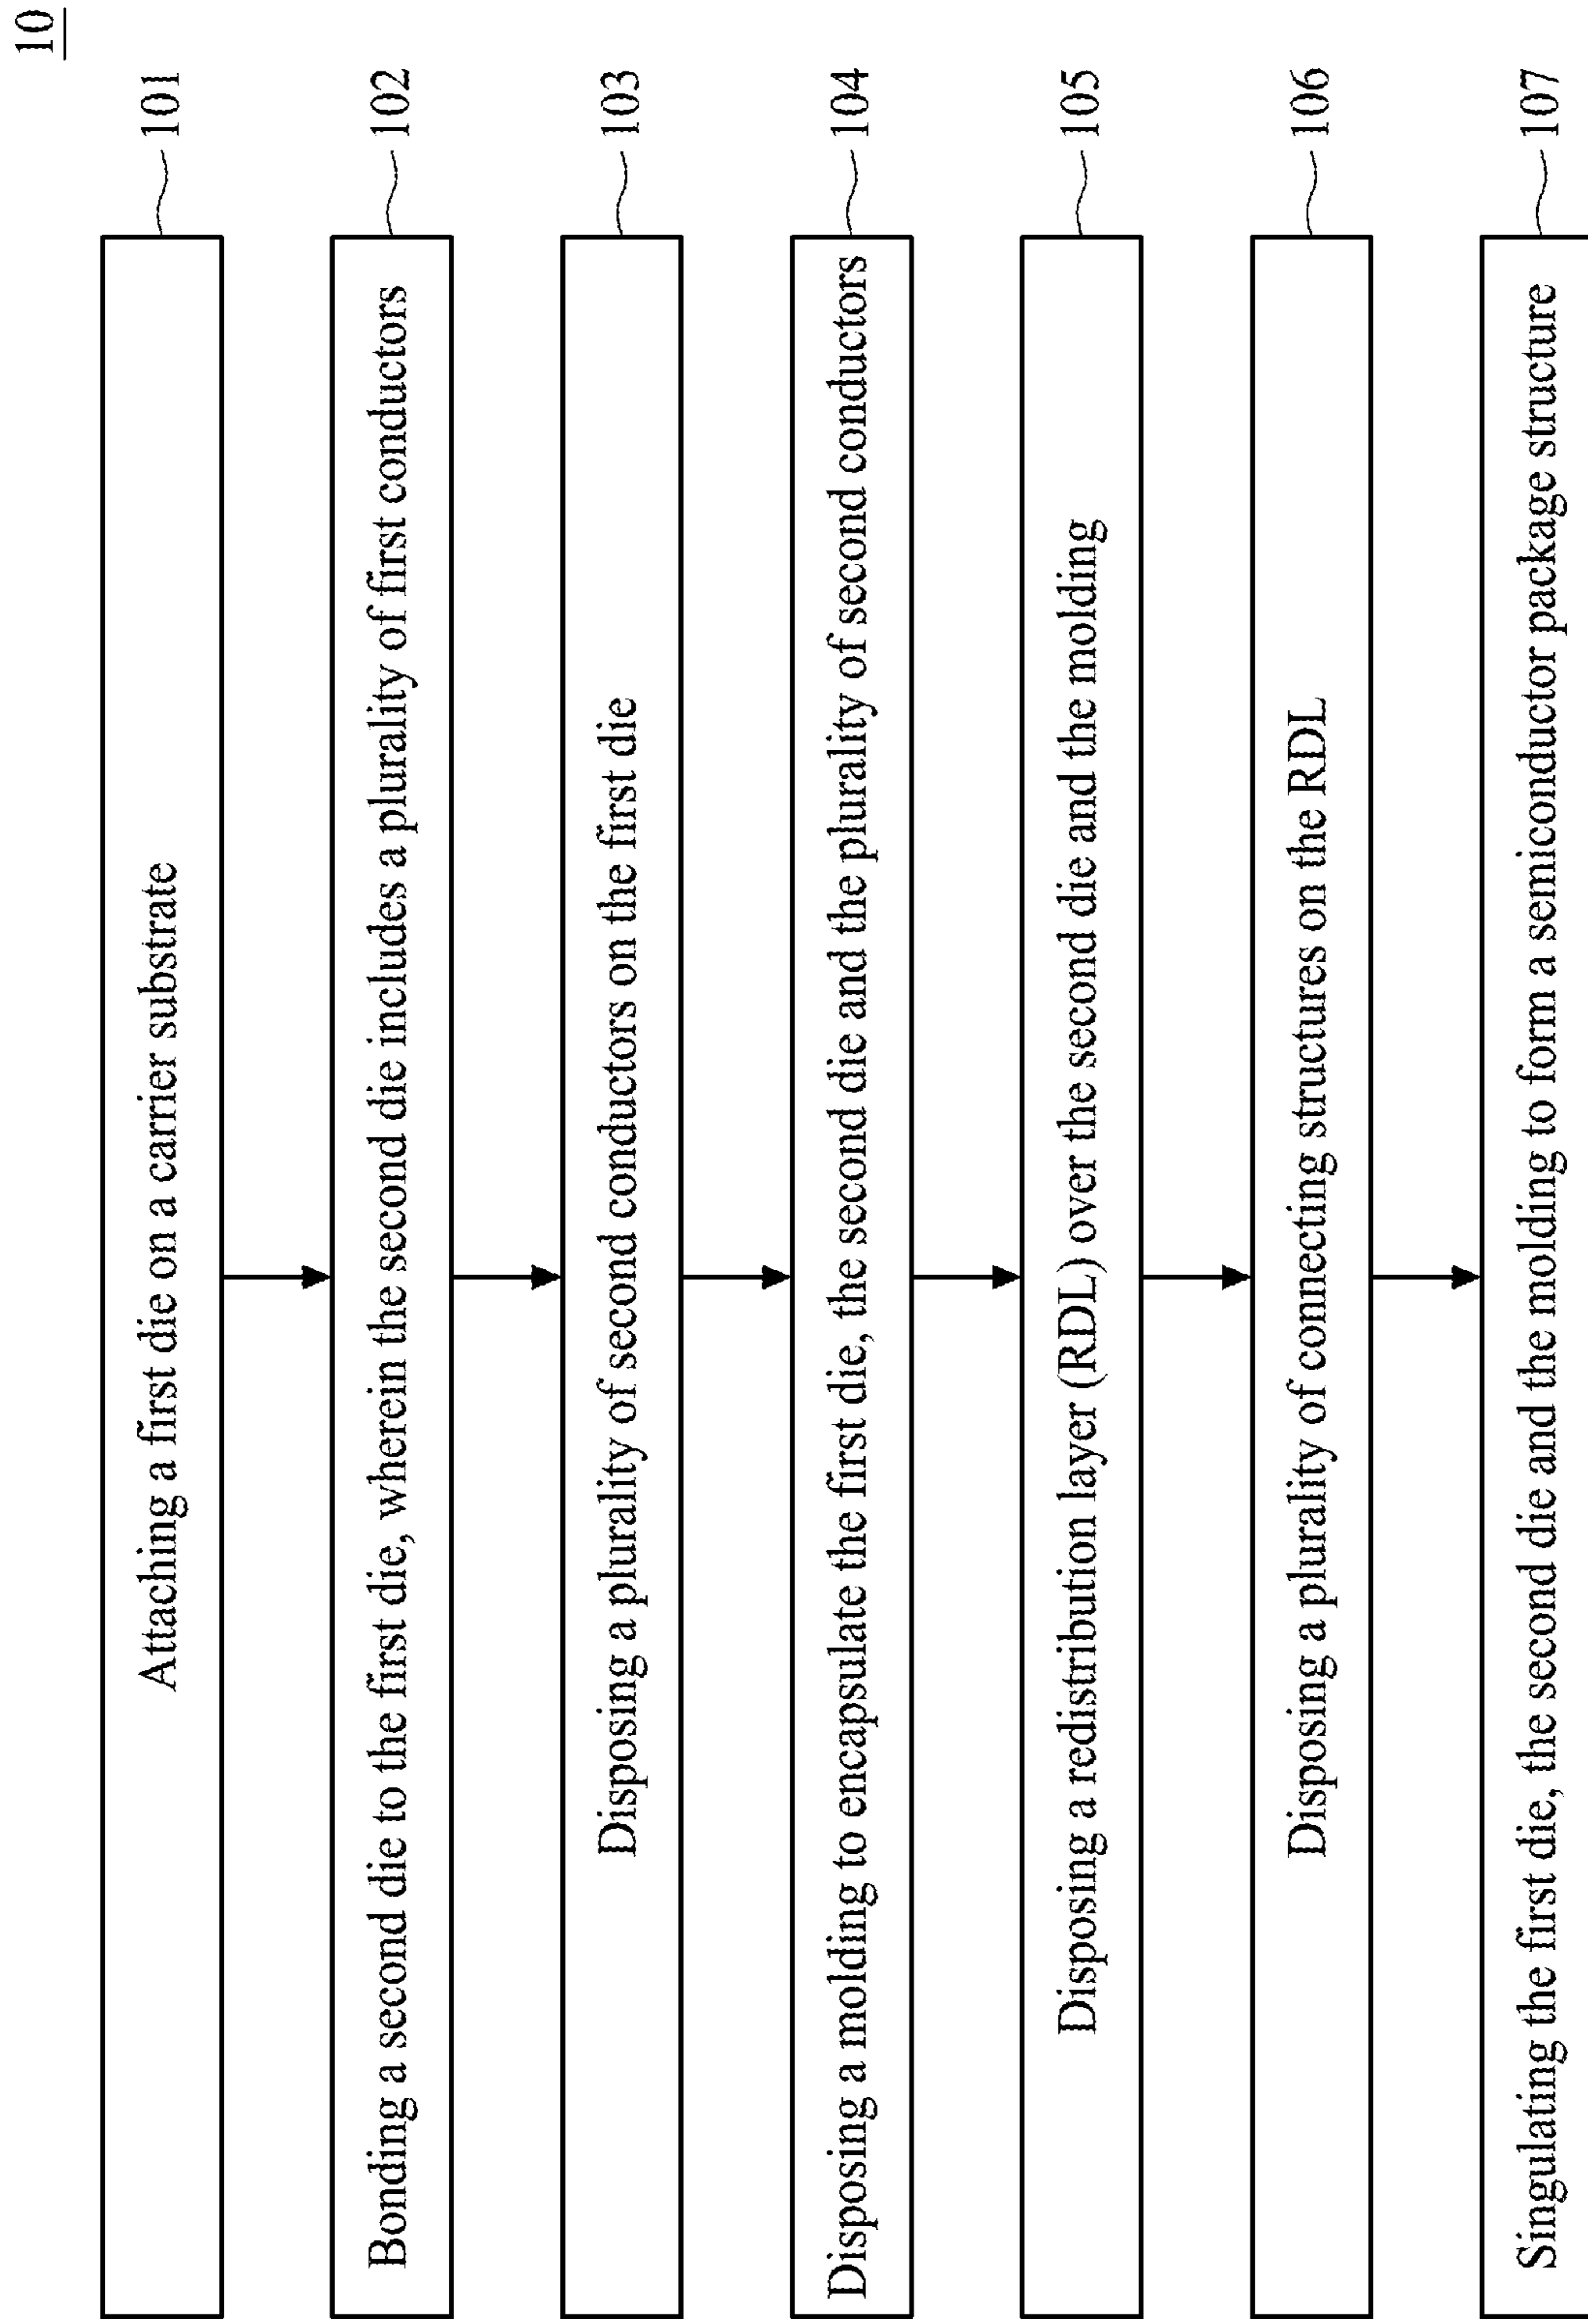 10
Attaching a first die on a carrier substrate
101
Bonding a second die to the first die, wherein the second die includes a plurality of first conductors
102
Disposing a plurality of second conductors on the first die
103
Disposing a molding to encapsulate the first die, the second die and the plurality of second conductors
104
Disposing a redistribution layer (RDL) over the second die and the molding
105
Disposing a plurality of connecting structures on the RDL
106
Singulating the first die, the second die and the molding to form a semiconductor package structure
107